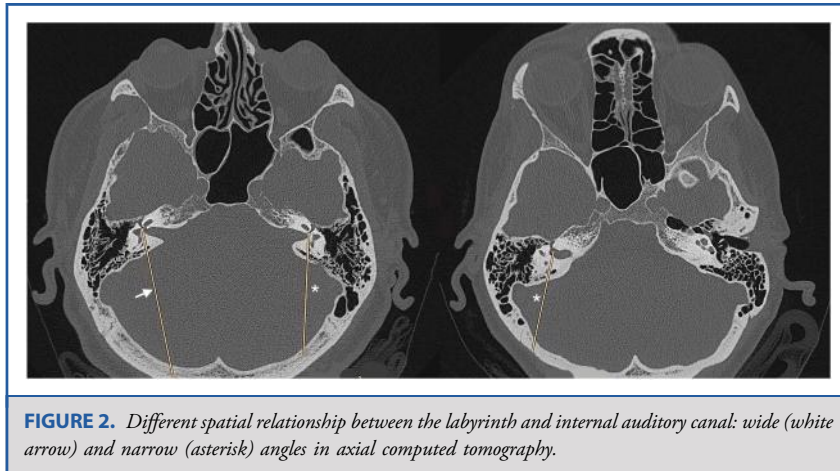 FIGURE 2. Different spatial relationship between the labyrinth and internal auditory canal: wide (white
arrow) and narrow (asterisk) angles in axial computed tomography.